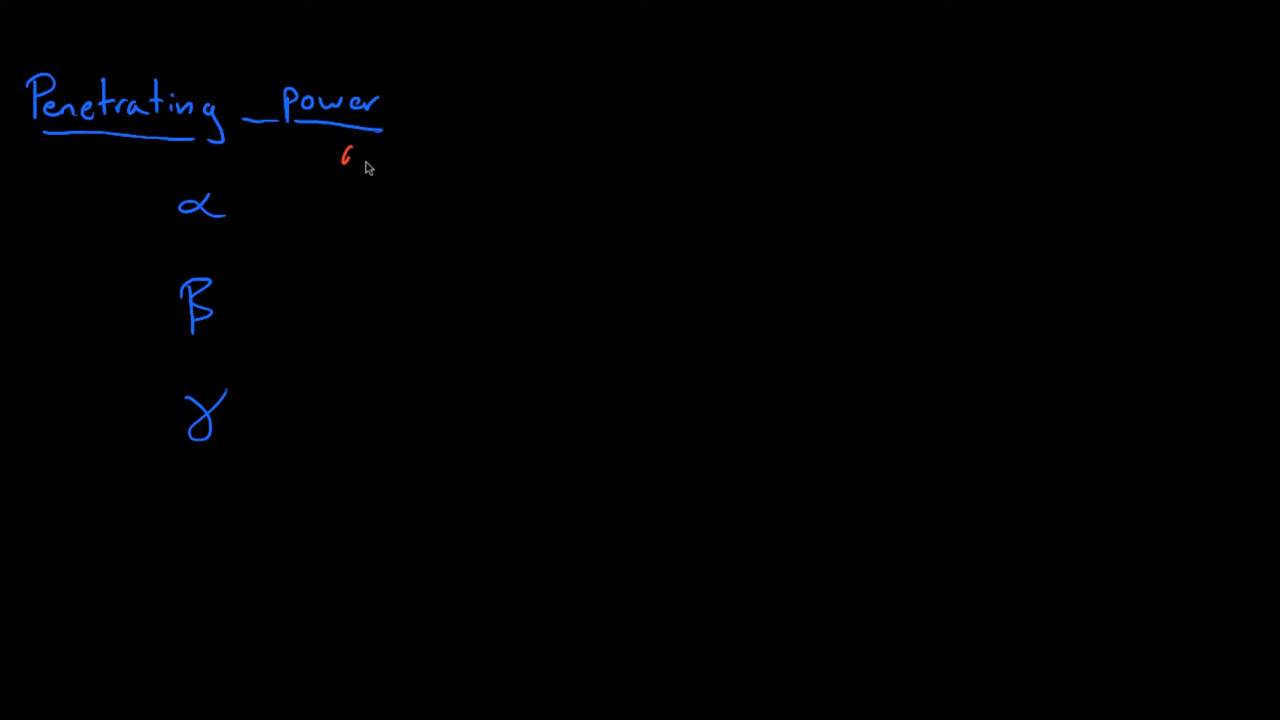 Penetrating power
α
β
γ